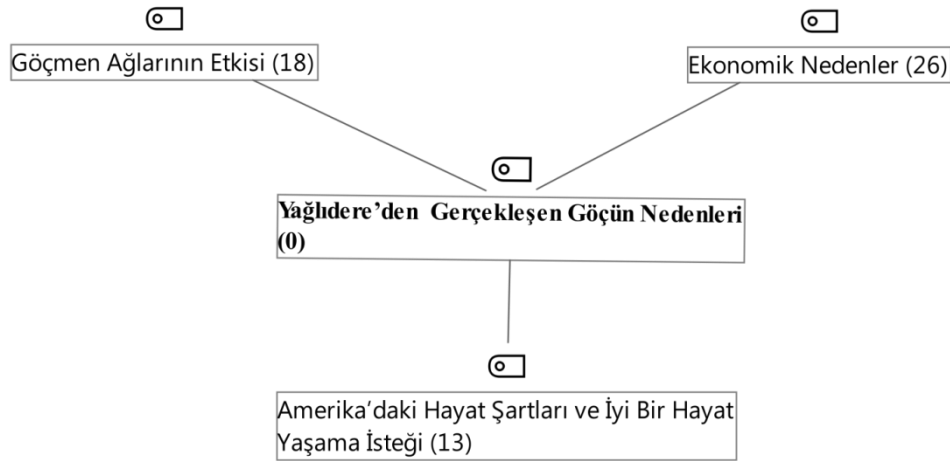 Göçmen Ağlarının Etkisi (18)
Ekonomik Nedenler (26)
Yağlıdere’den Gerçekleşen Göçün Nedenleri
(0)
Amerika’daki Hayat Şartları ve İyi Bir Hayat
Yaşama İsteği (13)